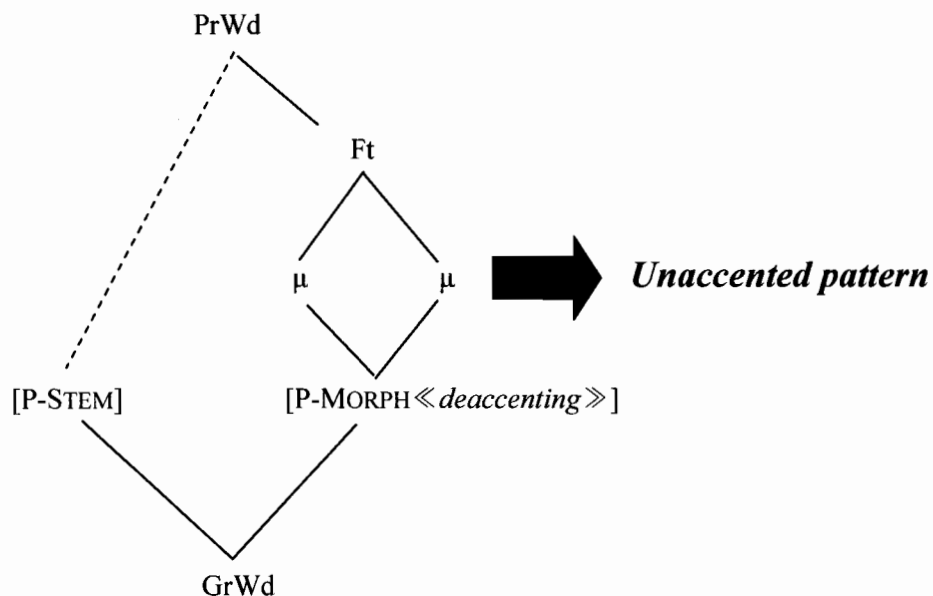 PrWd
Ft
μ μ Unaccented pattern
[P-STEM] [P-MORPH≪deaccenting≫]
GrWd